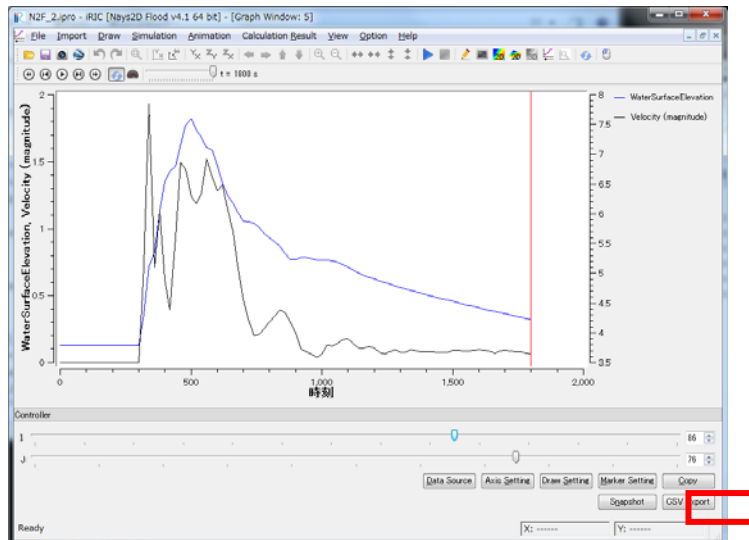 N2F_2.ipro - iRIC [Nays2D Flood v4.1 64 bit] - [Graph Window: 5]
File Import Draw Simulation Animation Calculation Result View Option Help
t = 1800 s
WaterSurfaceElevation, Velocity (magnitude)
2
1.5
1
0.5
0
8
7.5
7
6.5
6
5.5
5
4.5
4
3.5
WaterSurfaceElevation
Velocity (magnitude)
0 500 1,000 1,500 2,000
時刻
Controller
I 86
J 76
Data Source Axis Setting Draw Setting Marker Setting Copy
Snapshot CSV Export
Ready X: ------ Y: ------